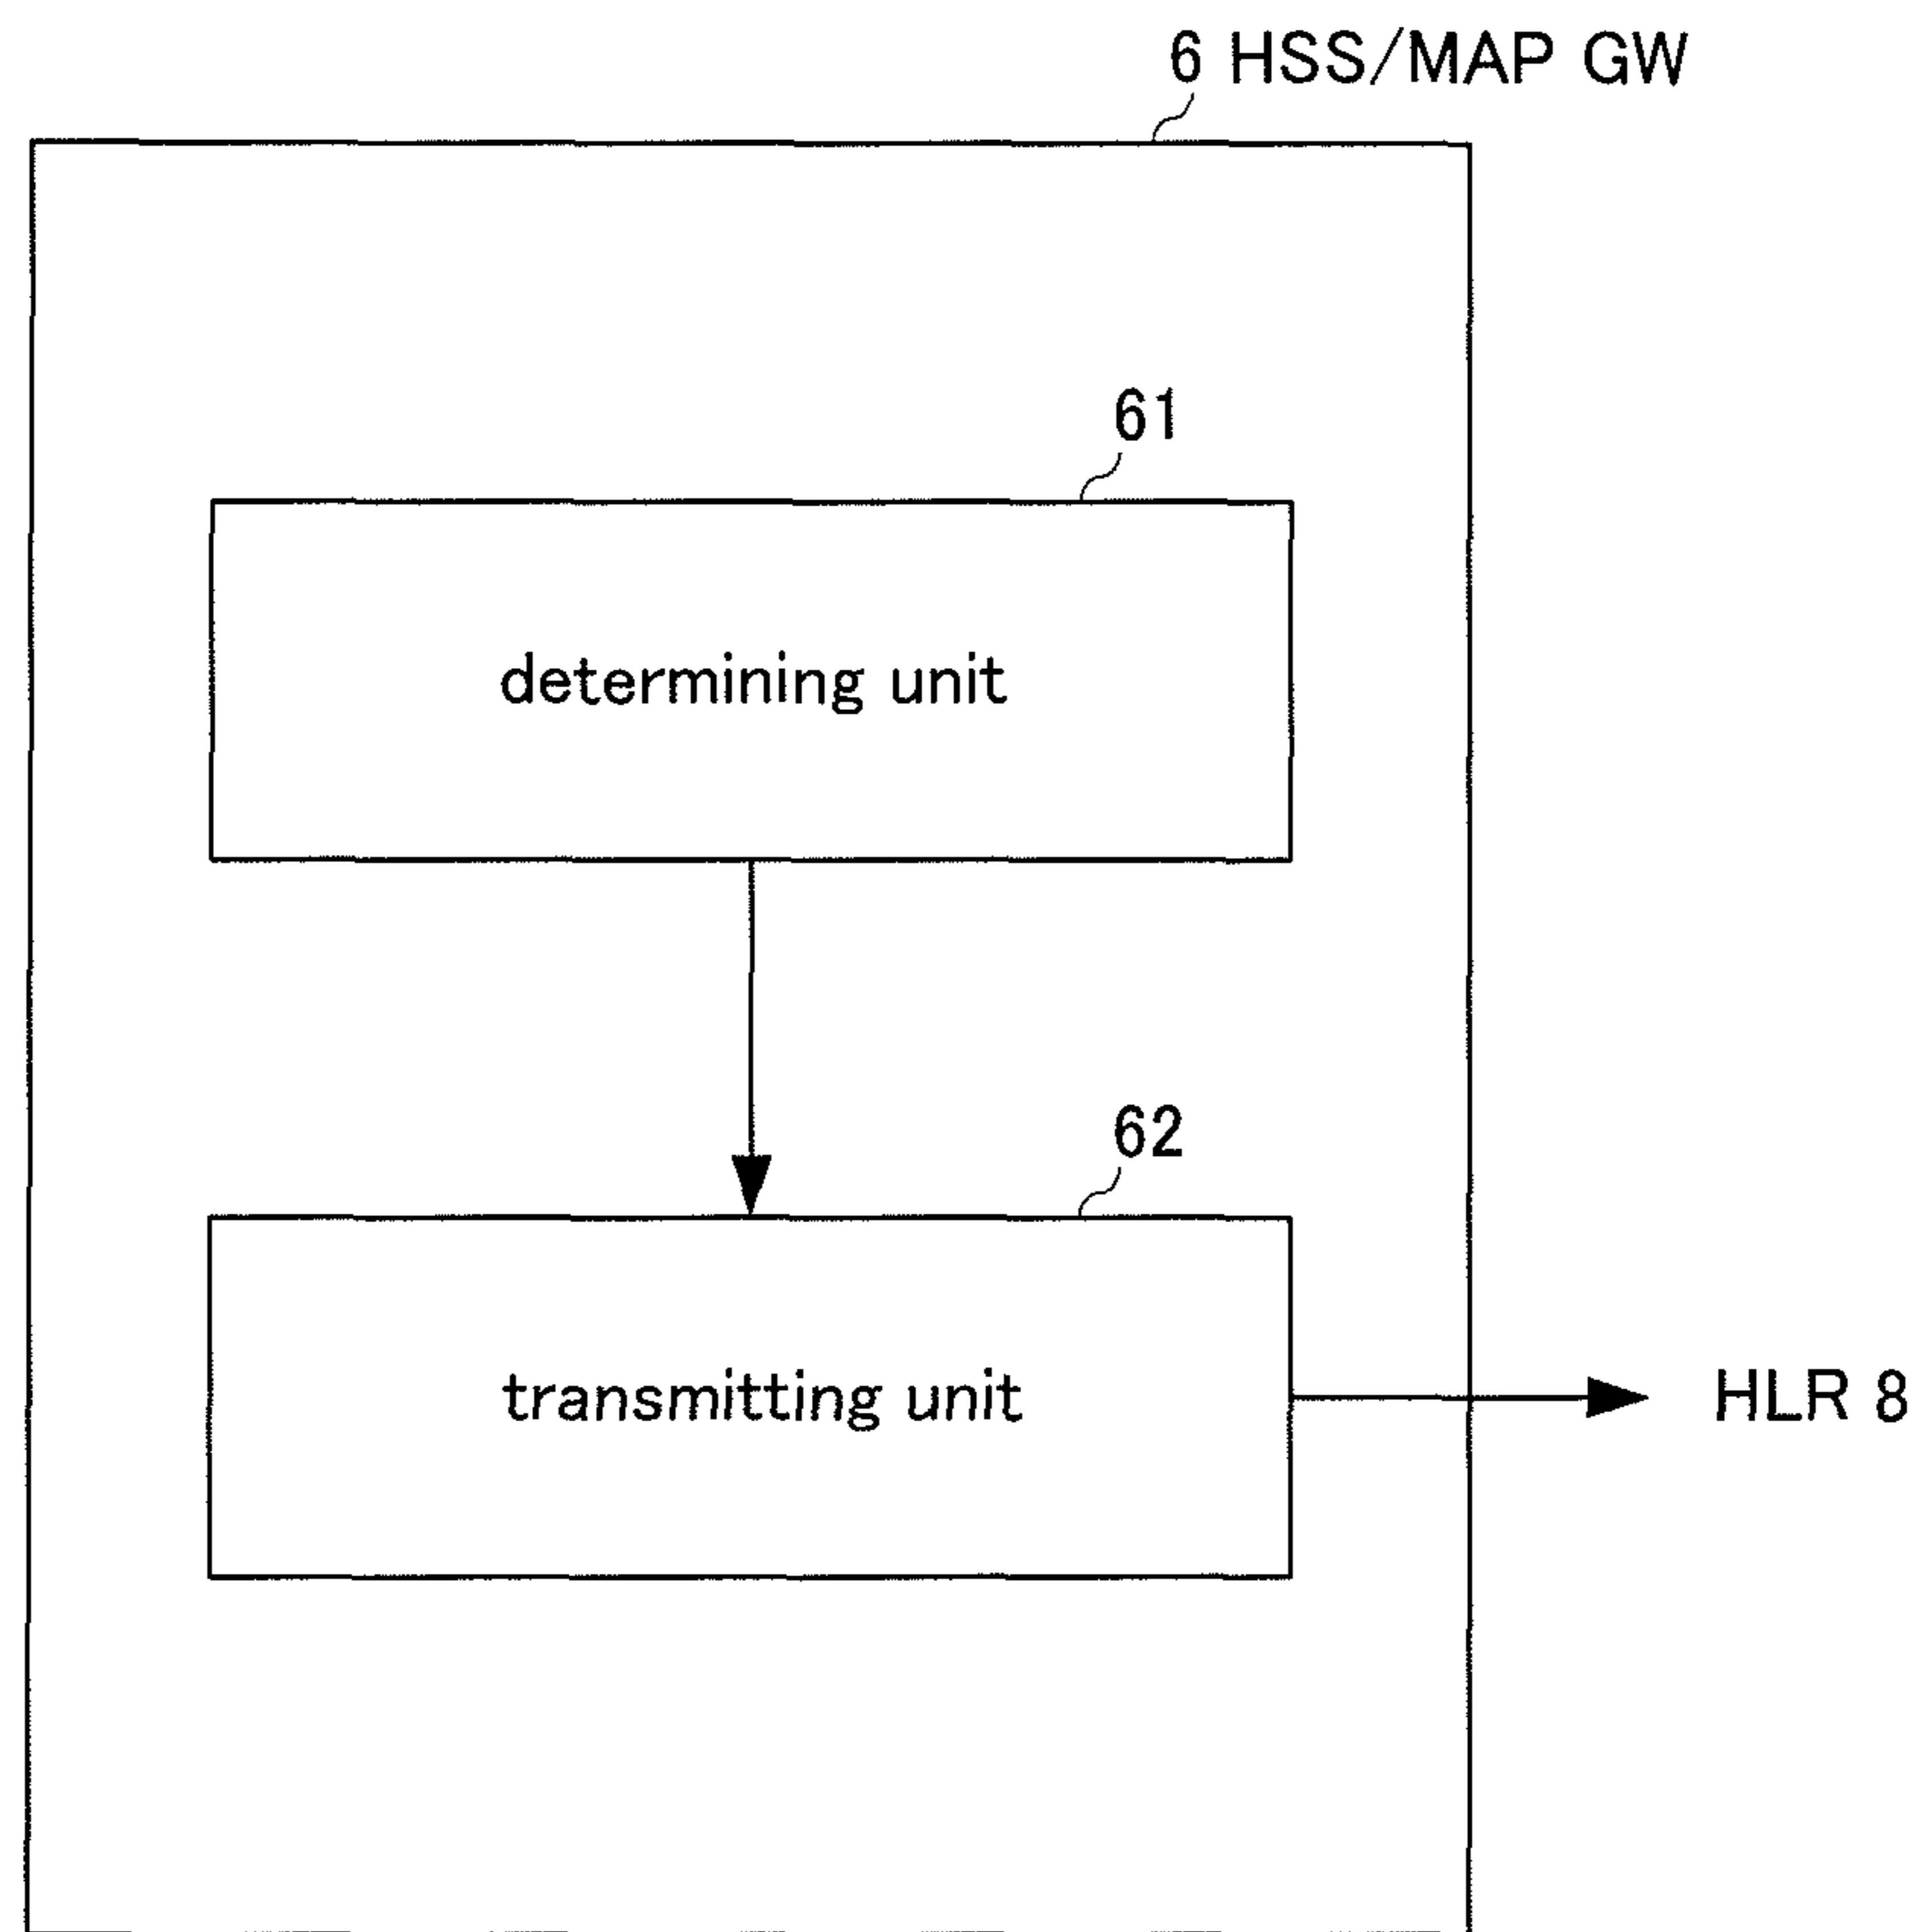 6 HSS/MAP GW
61
determining unit
62
transmitting unit
HLR 8